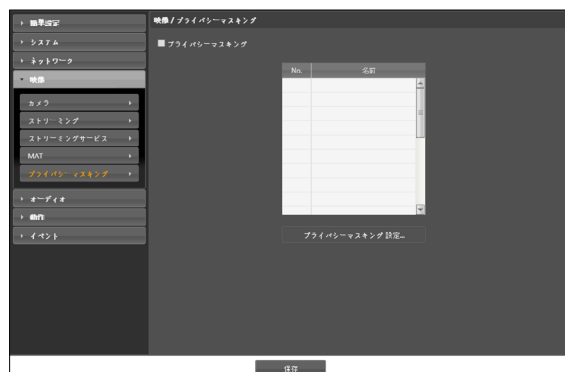 簡単設定
システム
ネットワーク
映像
カメラ
ストリーミング
ストリーミングサービス
MAT
プライバシーマスキング
オーディオ
動作
イベント
映像 / プライバシーマスキング
プライバシーマスキング
No. 名前
プライバシーマスキング 設定...
保存